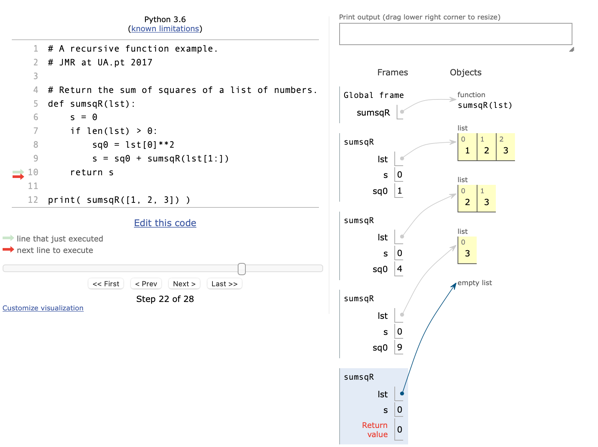 Python 3.6
(known limitations)
1 # A recursive function example.
2 # JMR at UA.pt 2017
3
4 # Return the sum of squares of a list of numbers.
5 def sumsqR(lst):
6 s = 0
7 if len(lst) > 0:
8 sq0 = lst[0]**2
9 s = sq0 + sumsqR(lst[1:])
10 return s
11
12 print( sumsqR([1, 2, 3]) )
Edit this code
line that just executed
next line to execute
<< First < Prev Next > Last >>
Step 22 of 28
Customize visualization
Print output (drag lower right corner to resize)
Frames Objects
Global frame
sumsqR
function
sumsqR(lst)
sumsqR
lst
s 0
sq0 1
list
0 1 2
1 2 3
sumsqR
lst
s 0
sq0 4
list
0 1
2 3
sumsqR
lst
s 0
sq0 9
list
0
3
sumsqR
lst
s 0
Return
value 0
empty list